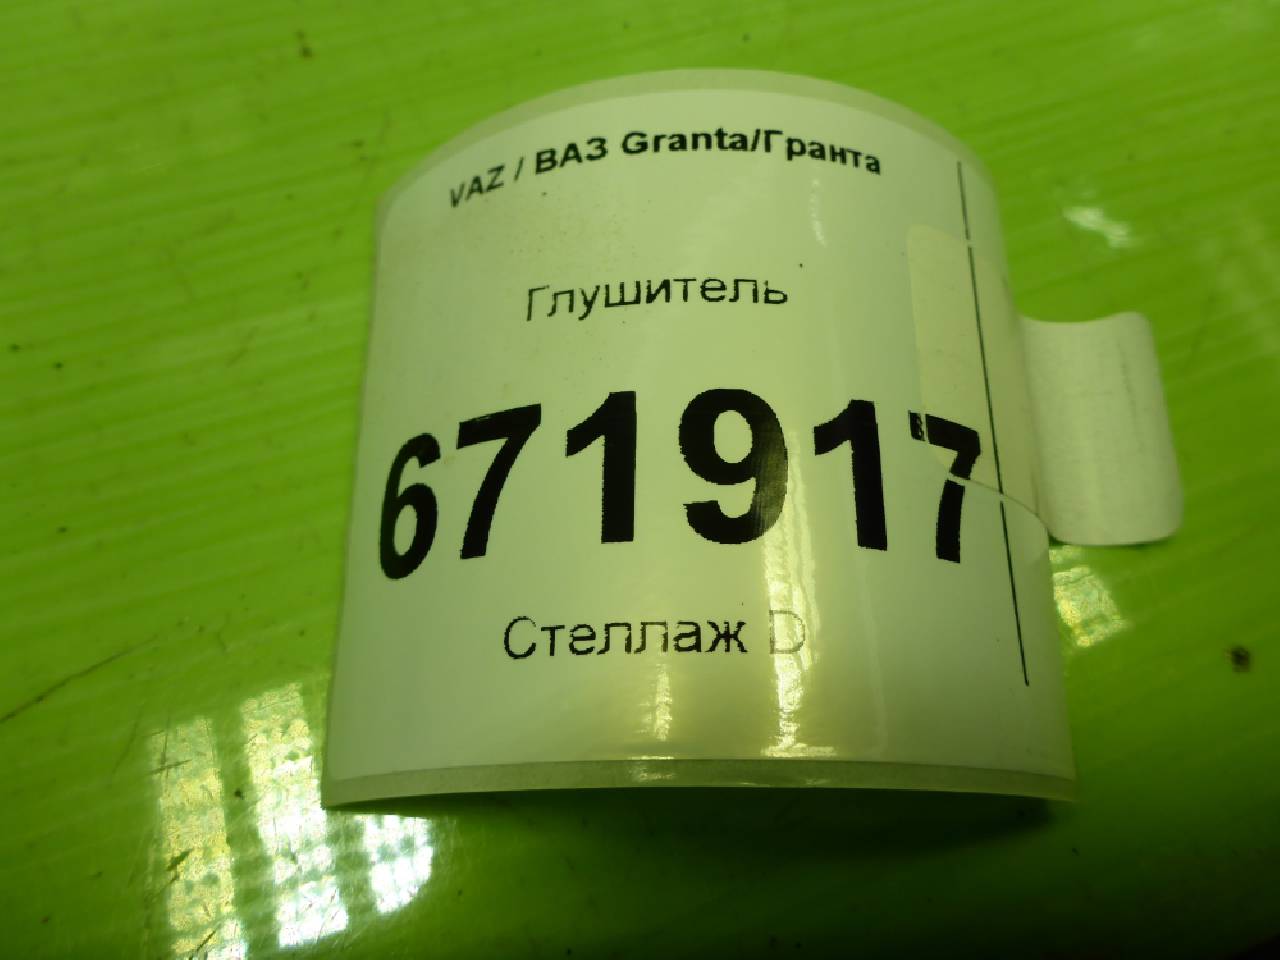 VAZ / ВАЗ Granta/Гранта
Глушитель
671917
Стеллаж D